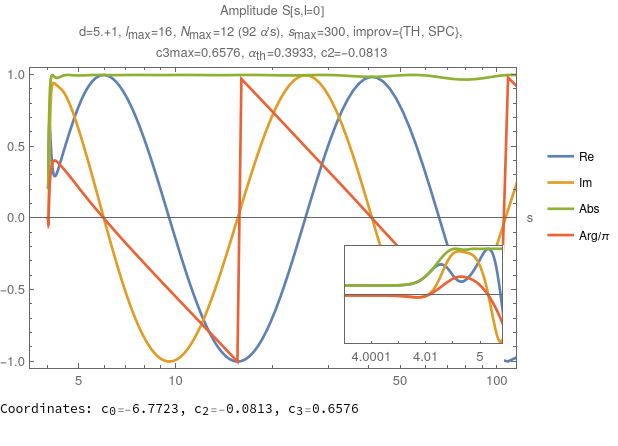 Amplitude S[s,l=0]
d=5.+1, lmax=16, Nmax=12 (92 α's), smax=300, improv={TH, SPC},
c3max=0.6576, αth=0.3933, c2=-0.0813
1.0
0.5
0.0
-0.5
-1.0
5
10
50
100
s
4.0001
4.01
5
Re
Im
Abs
Arg/π
Coordinates: c0=-6.7723, c2=-0.0813, c3=0.6576